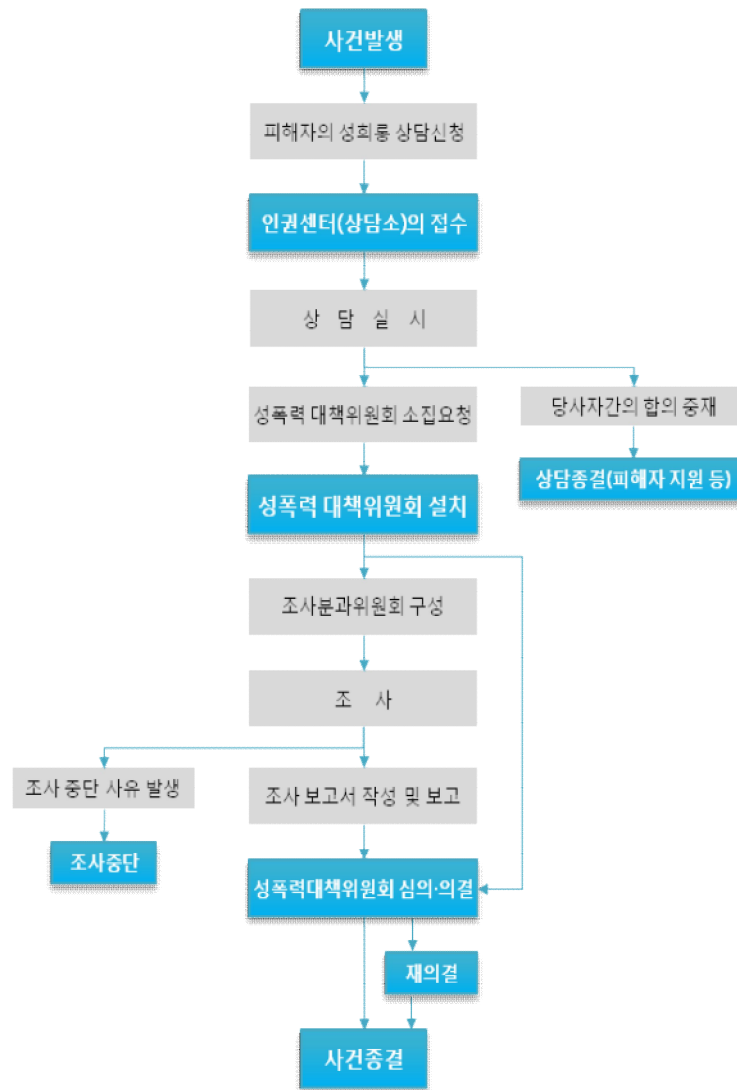 사건발생
피해자의 성희롱 상담신청
인권센터(상담소)의 접수
상 담 실 시
성폭력 대책위원회 소집요청
당사자간의 합의 중재
상담종결(피해자 지원 등)
성폭력 대책위원회 설치
조사분과위원회 구성
조 사
조사 중단 사유 발생
조사 보고서 작성 및 보고
조사중단
성폭력대책위원회 심의·의결
재의결
사건종결